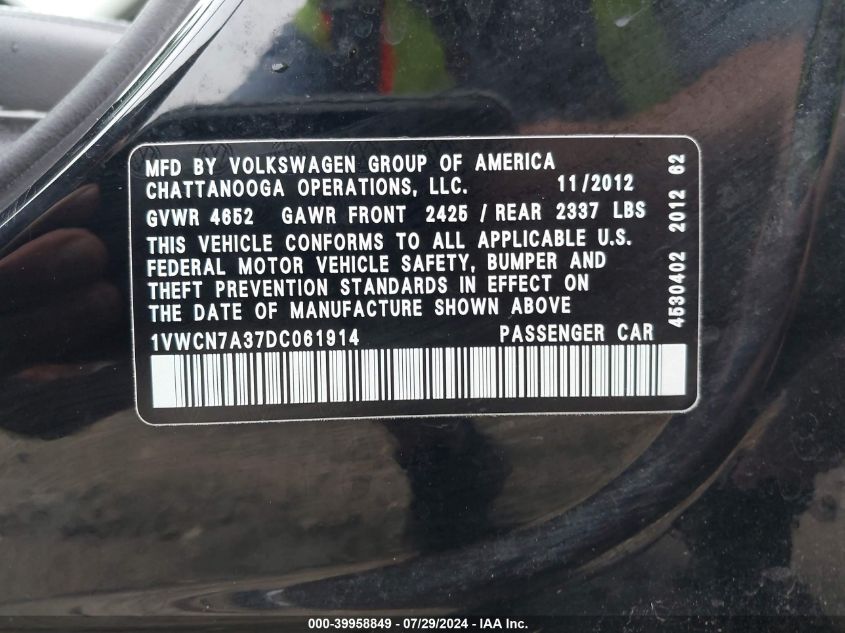 MFD BY VOLKSWAGEN GROUP OF AMERICA
CHATTANOOGA OPERATIONS, LLC. 11/2012
GVWR 4652 GAWR FRONT 2425 / REAR 2337 LBS
THIS VEHICLE CONFORMS TO ALL APPLICABLE U.S.
FEDERAL MOTOR VEHICLE SAFETY, BUMPER AND
THEFT PREVENTION STANDARDS IN EFFECT ON
THE DATE OF MANUFACTURE SHOWN ABOVE
1VWCN7A37DC061914 PASSENGER CAR
4530402 2012 62
000-39958849 / 07/29/2024 - IAA Inc.